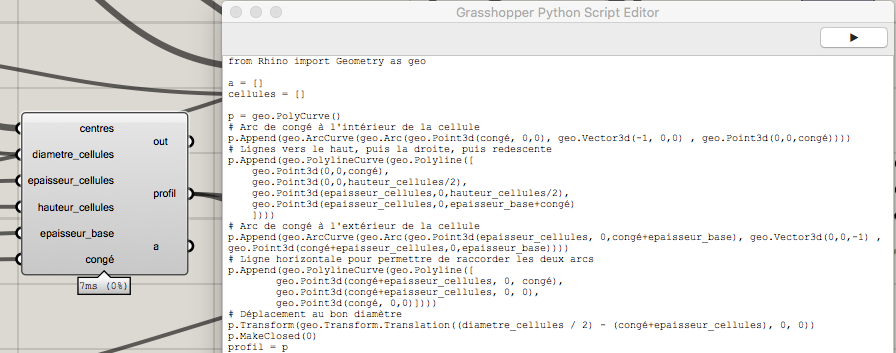 Grasshopper Python Script Editor
from Rhino import Geometry as geo
a = []
cellules = []
p = geo.PolyCurve()
# Arc de congé à l'intérieur de la cellule
p.Append(geo.ArcCurve(geo.Arc(geo.Point3d(congé, 0,0), geo.Vector3d(-1, 0,0) , geo.Point3d(0,0,congé))))
# Lignes vers le haut, puis la droite, puis redescente
p.Append(geo.PolylineCurve(geo.Polyline([
geo.Point3d(0,0,congé),
geo.Point3d(0,0,hauteur_cellules/2),
geo.Point3d(epaisseur_cellules,0,hauteur_cellules/2),
geo.Point3d(epaisseur_cellules,0,epaisseur_base+congé)
])))
# Arc de congé à l'extérieur de la cellule
p.Append(geo.ArcCurve(geo.Arc(geo.Point3d(epaisseur_cellules, 0,congé+epaisseur_base), geo.Vector3d(0,0,-1) ,
geo.Point3d(congé+epaisseur_cellules,0,epaisseur_base))))
# Ligne horizontale pour permettre de raccorder les deux arcs
p.Append(geo.PolylineCurve(geo.Polyline([
geo.Point3d(congé+epaisseur_cellules, 0, congé),
geo.Point3d(congé+epaisseur_cellules, 0, 0),
geo.Point3d(congé, 0,0)])))
# Déplacement au bon diamètre
p.Transform(geo.Transform.Translation((diametre_cellules / 2) - (congé+epaisseur_cellules), 0, 0))
p.MakeClosed(0)
profil = p
centres
diametre_cellules
epaisseur_cellules
hauteur_cellules
epaisseur_base
congé
out
profil
a
7ms (0%)